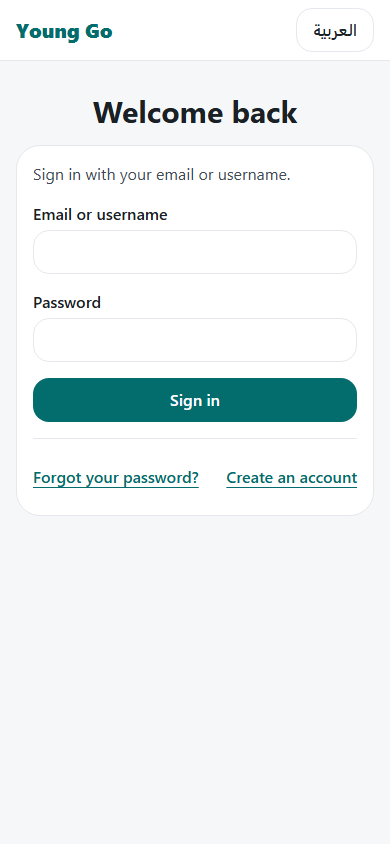 Young Go
العربية
Welcome back
Sign in with your email or username.
Email or username
Password
Sign in
Forgot your password?
Create an account